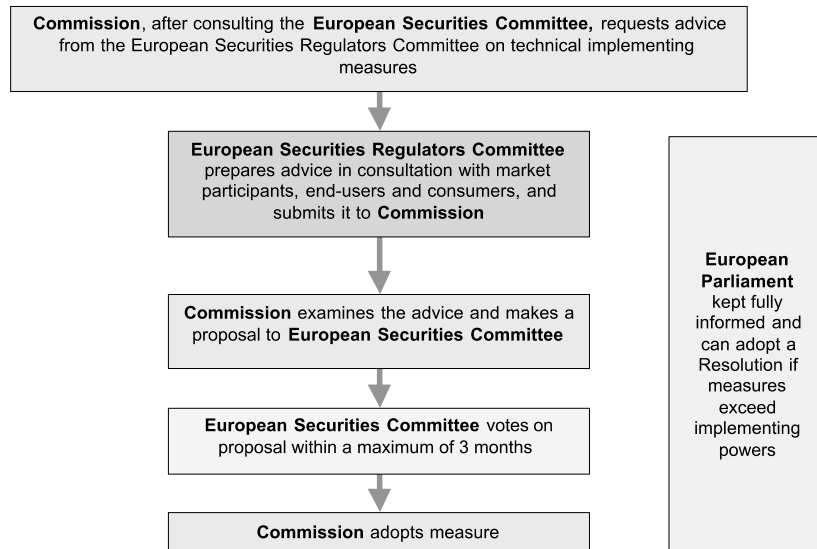 Commission, after consulting the European Securities Committee, requests advice
from the European Securities Regulators Committee on technical implementing
measures
European Securities Regulators Committee
prepares advice in consultation with market
participants, end-users and consumers, and
submits it to Commission
Commission examines the advice and makes a
proposal to European Securities Committee
European Securities Committee votes on
proposal within a maximum of 3 months
Commission adopts measure
European
Parliament
kept fully
informed and
can adopt a
Resolution if
measures
exceed
implementing
powers